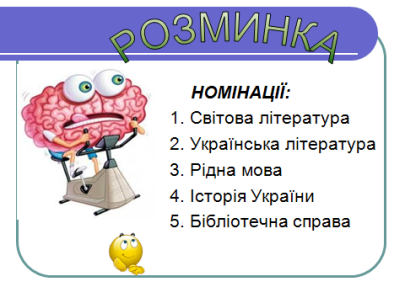 РОЗМИНКА
НОМІНАЦІЇ:
1. Світова література
2. Українська література
3. Рідна мова
4. Історія України
5. Бібліотечна справа